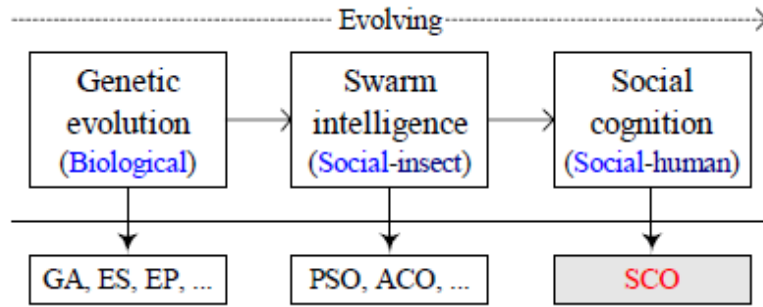 Evolving
Genetic
evolution
(Biological)
Swarm
intelligence
(Social-insect)
Social
cognition
(Social-human)
GA, ES, EP, ...
PSO, ACO, ...
SCO